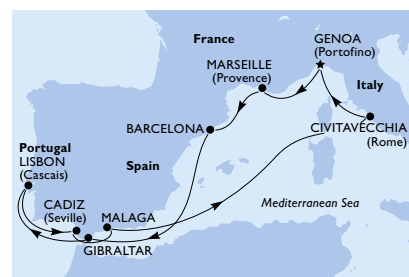 France
GENOA
(Portofino)
MARSEILLE
(Provence)
Italy
BARCELONA
CIVITAVECCHIA
(Rome)
Portugal
LISBON
(Cascais)
Spain
CADIZ
(Seville)
MALAGA
Mediterranean Sea
GIBRALTAR